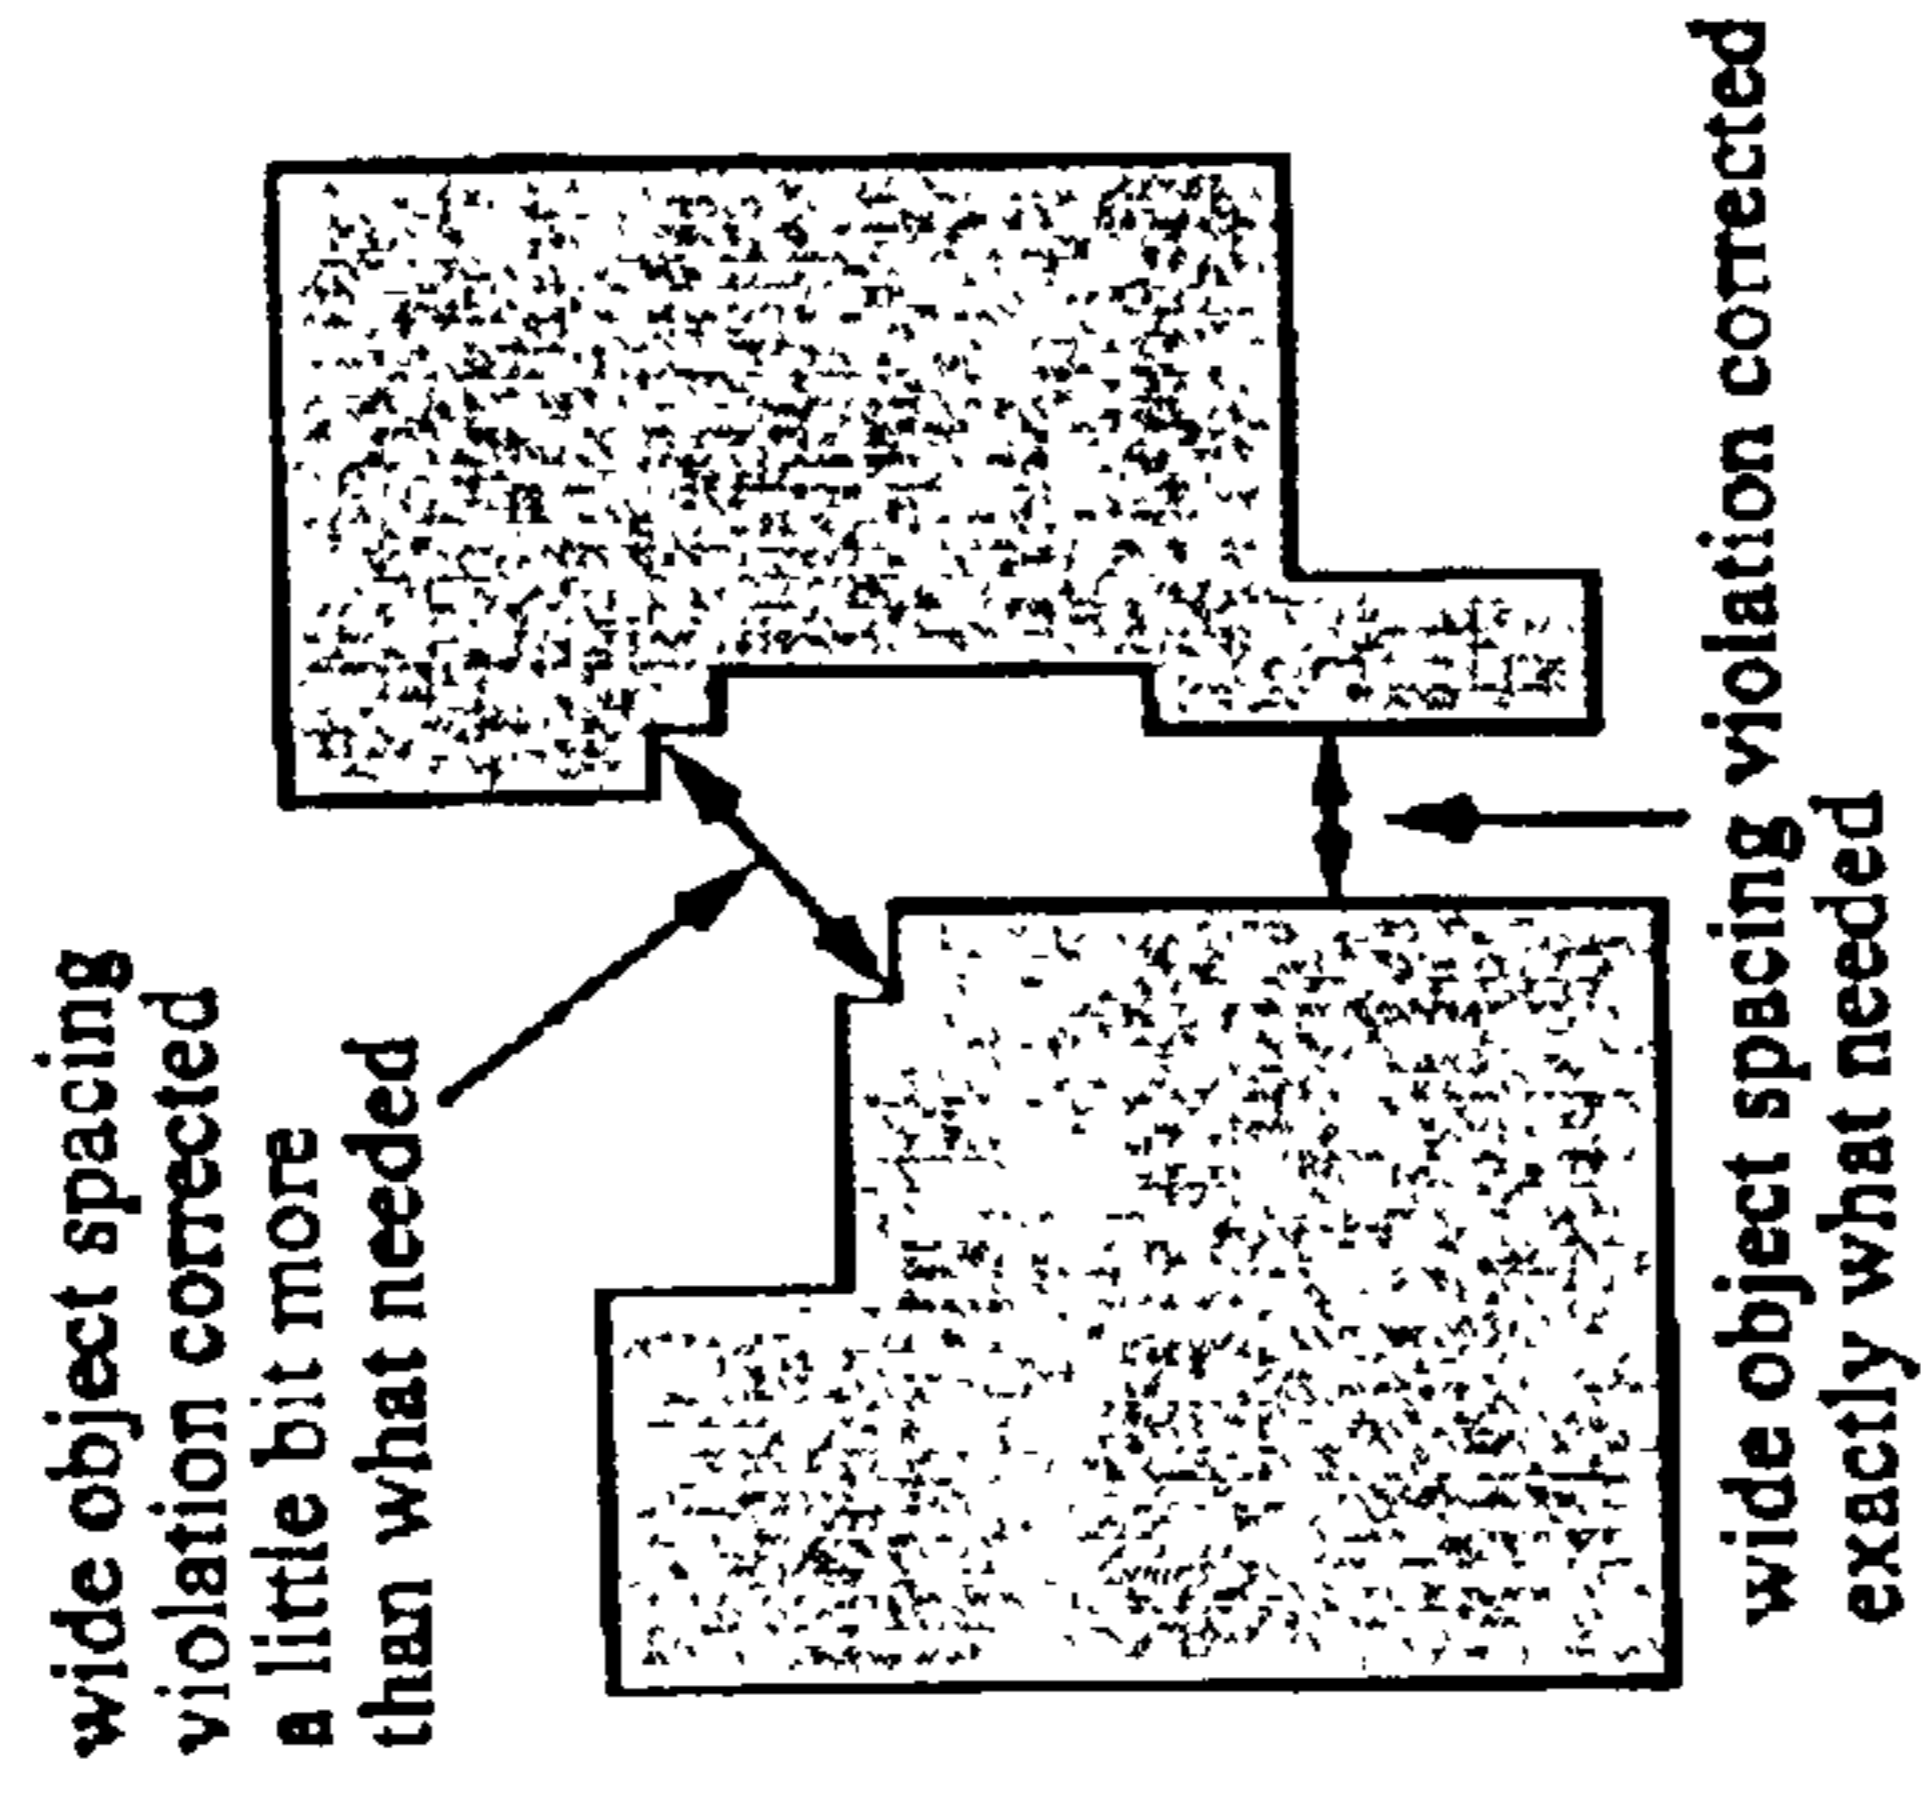 wide object spacing
violation corrected
a little bit more
than what needed
wide object spacing violation corrected
exactly what needed